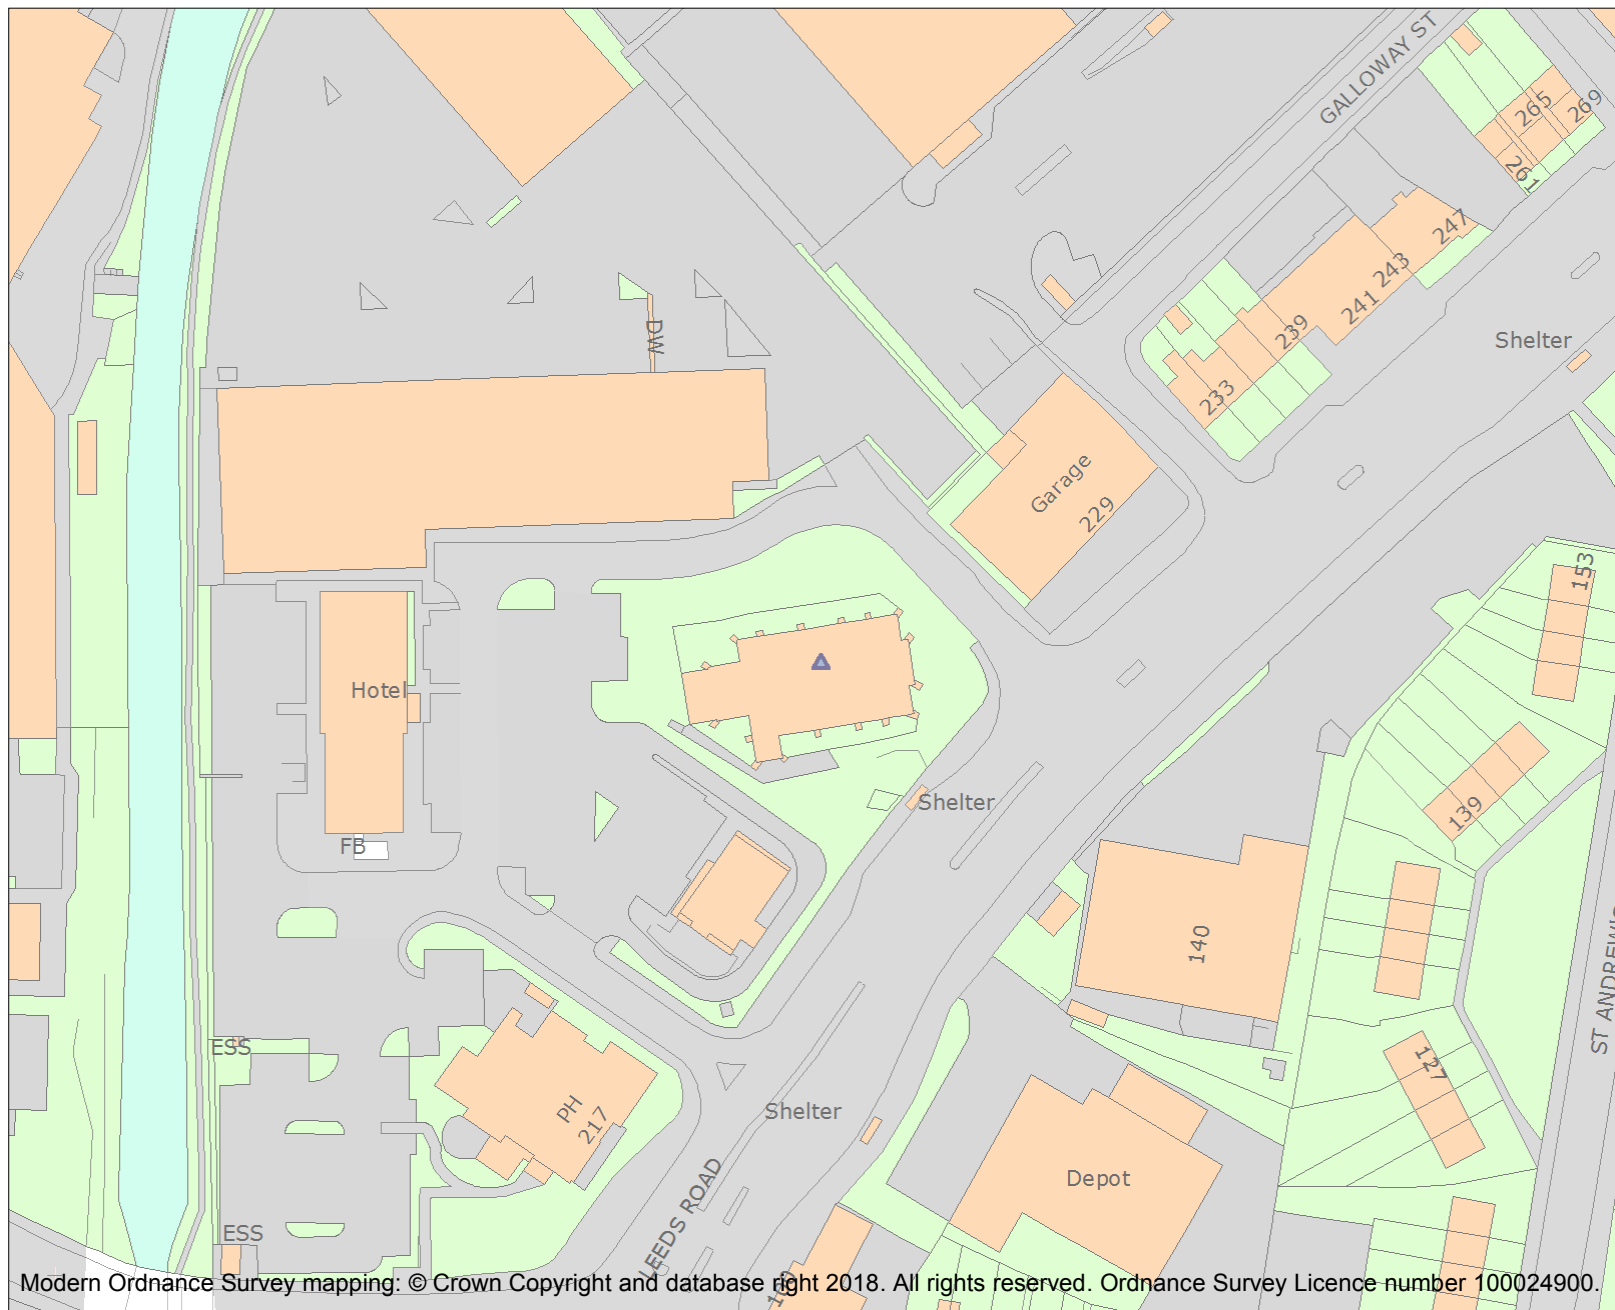 GALLOWAY ST
265
269
261
247
243
241
239
233
Shelter
DW
Garage
229
153
Hotel
Shelter
139
FB
140
ESS
127
PH
217
Shelter
Depot
LEEDS ROAD
ESS
Modern Ordnance Survey mapping: © Crown Copyright and database right 2018. All rights reserved. Ordnance Survey Licence number 100024900.